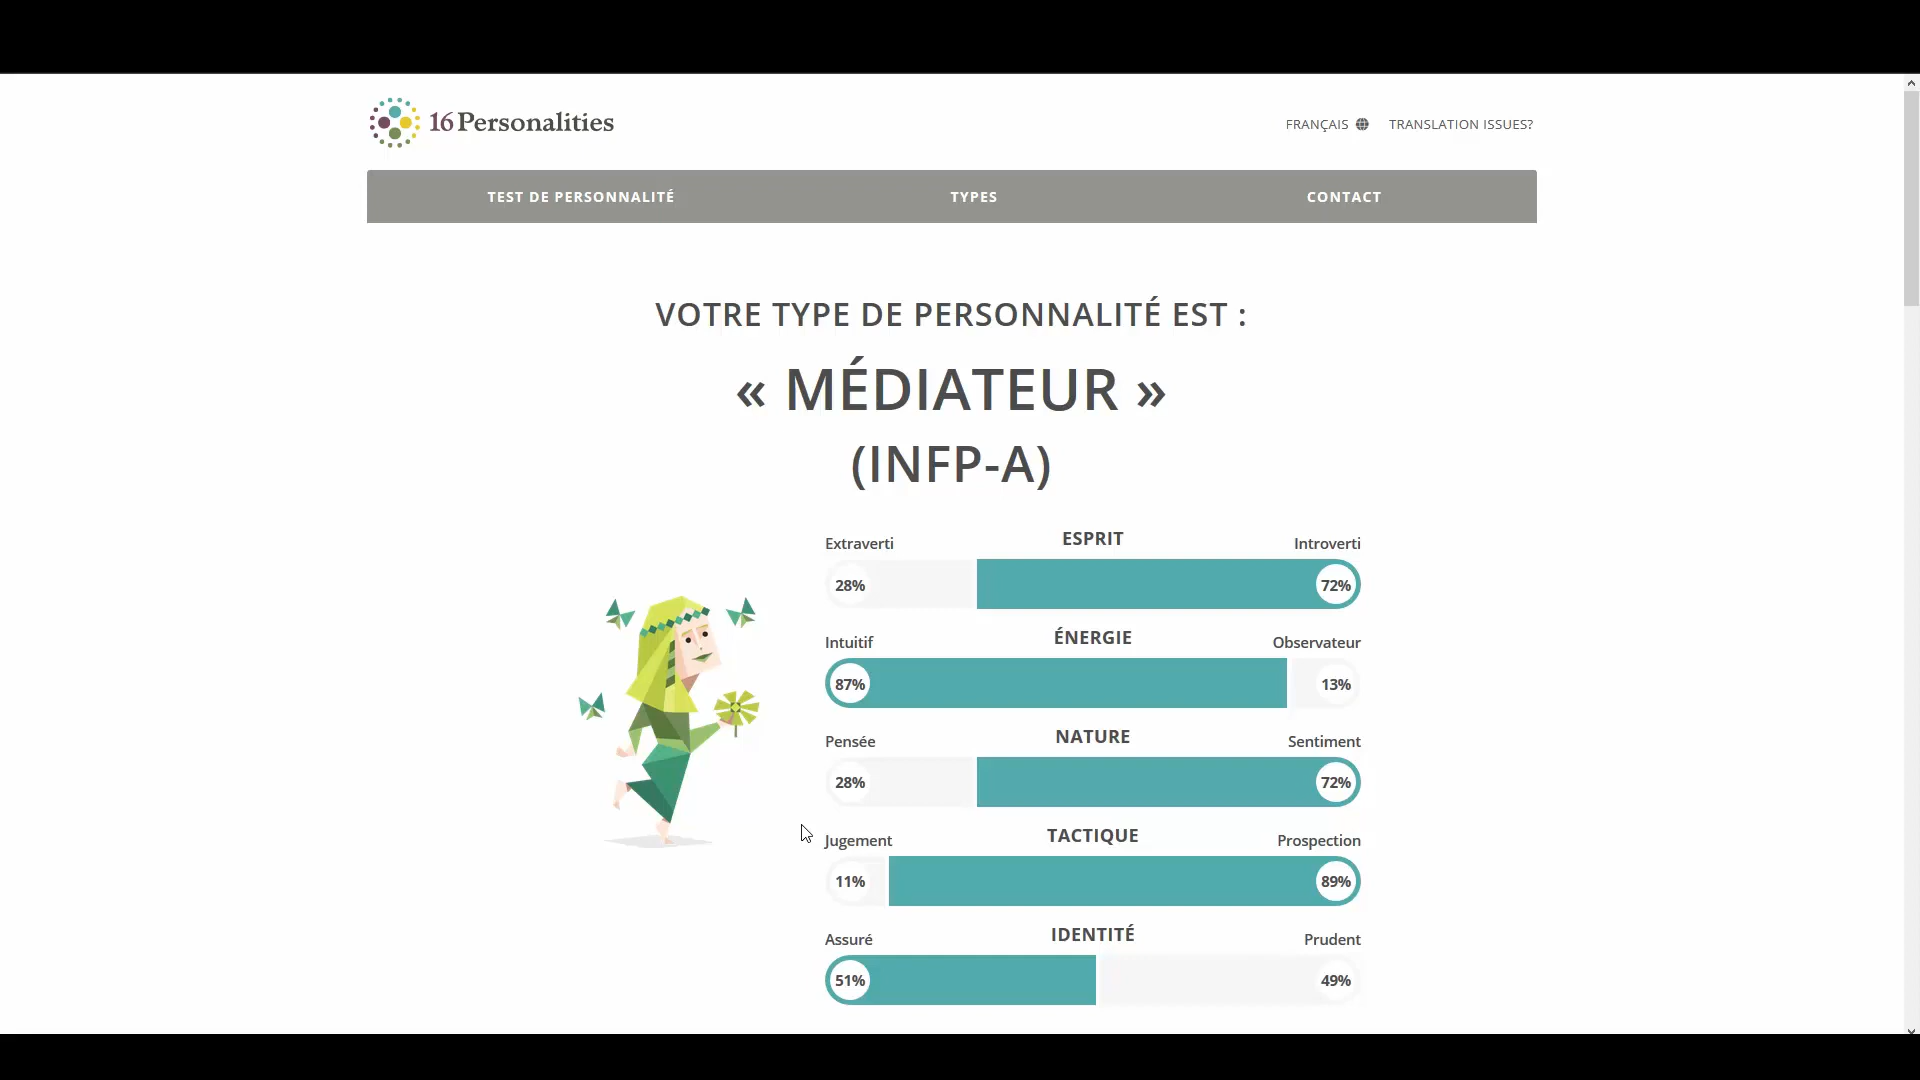 16Personalities
FRANÇAIS TRANSLATION ISSUES?
TEST DE PERSONNALITÉ TYPES CONTACT
VOTRE TYPE DE PERSONNALITÉ EST :
« MÉDIATEUR »
(INFP-A)
Extraverti ESPRIT Introverti
28% 72%
Intuitif ÉNERGIE Observateur
87% 13%
Pensée NATURE Sentiment
28% 72%
Jugement TACTIQUE Prospection
11% 89%
Assuré IDENTITÉ Prudent
51% 49%